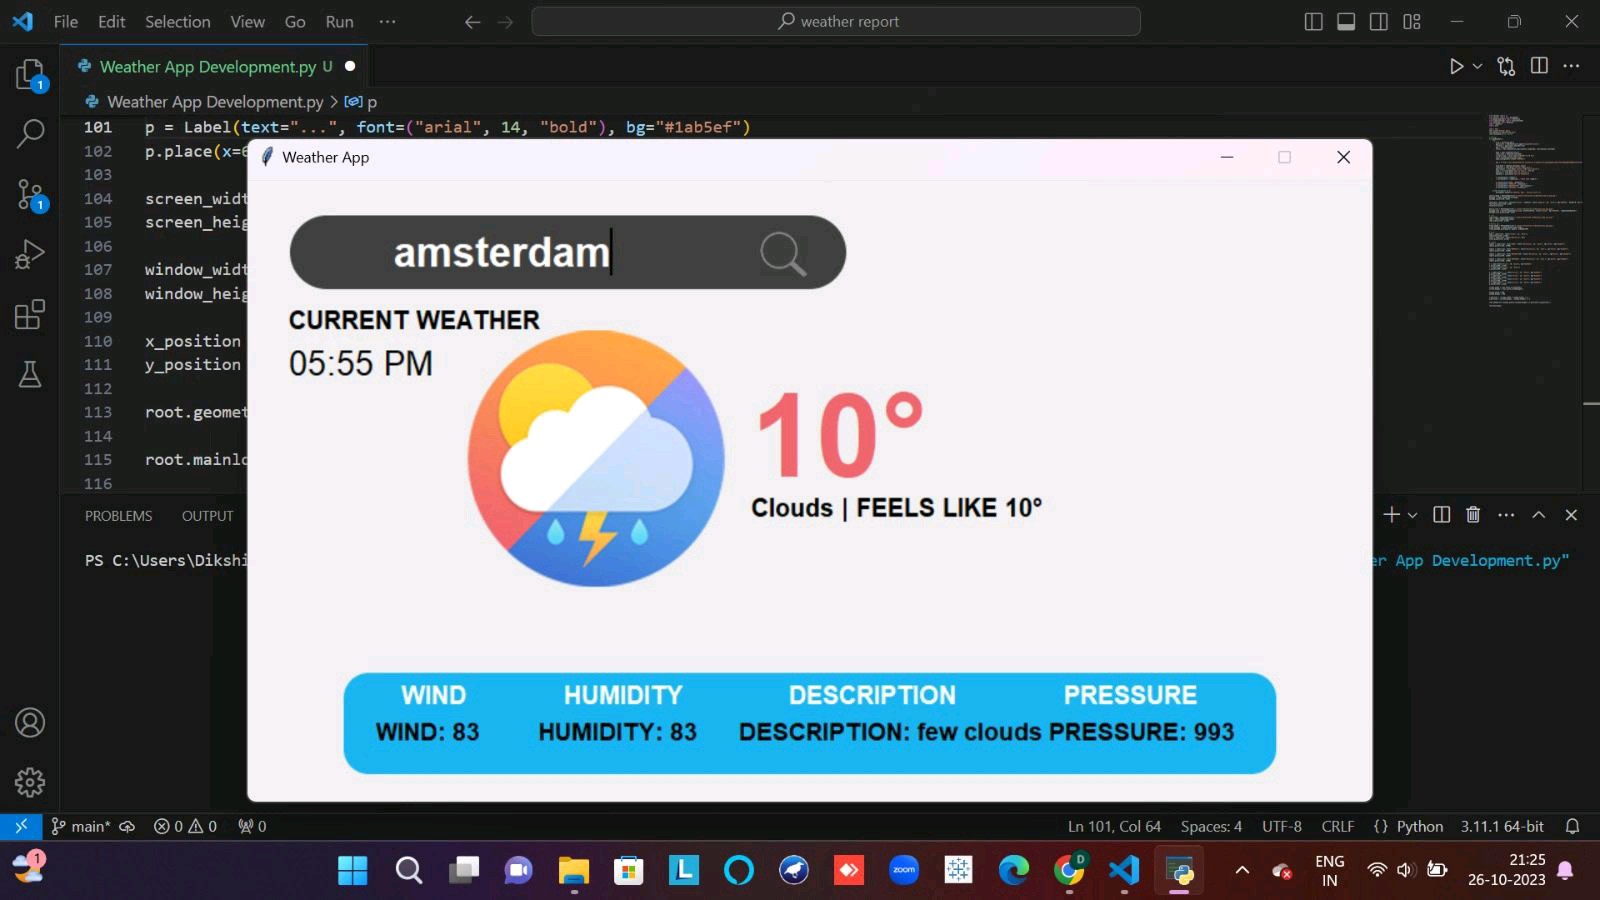 File Edit Selection View Go Run ···
weather report
Weather App Development.py U
1
Weather App Development.py > p
101 p = Label(text="...", font=("arial", 14, "bold"), bg="#1ab5ef")
102 p.place(x=6
103
104 screen_widt
105 screen_heig
106
107 window_widt
108 window_heig
109
110 x_position
111 y_position
112
113 root.geomet
114
115 root.mainlo
116
1
Weather App
amsterdam
CURRENT WEATHER
05:55 PM
10°
Clouds | FEELS LIKE 10°
WIND HUMIDITY DESCRIPTION PRESSURE
WIND: 83 HUMIDITY: 83 DESCRIPTION: few clouds PRESSURE: 993
PROBLEMS OUTPUT
PS C:\Users\Dikshi
er App Development.py"
main* 0 0 0
Ln 101, Col 64 Spaces: 4 UTF-8 CRLF {} Python 3.11.1 64-bit
1
L
zoom
D
ENG
IN
21:25
26-10-2023